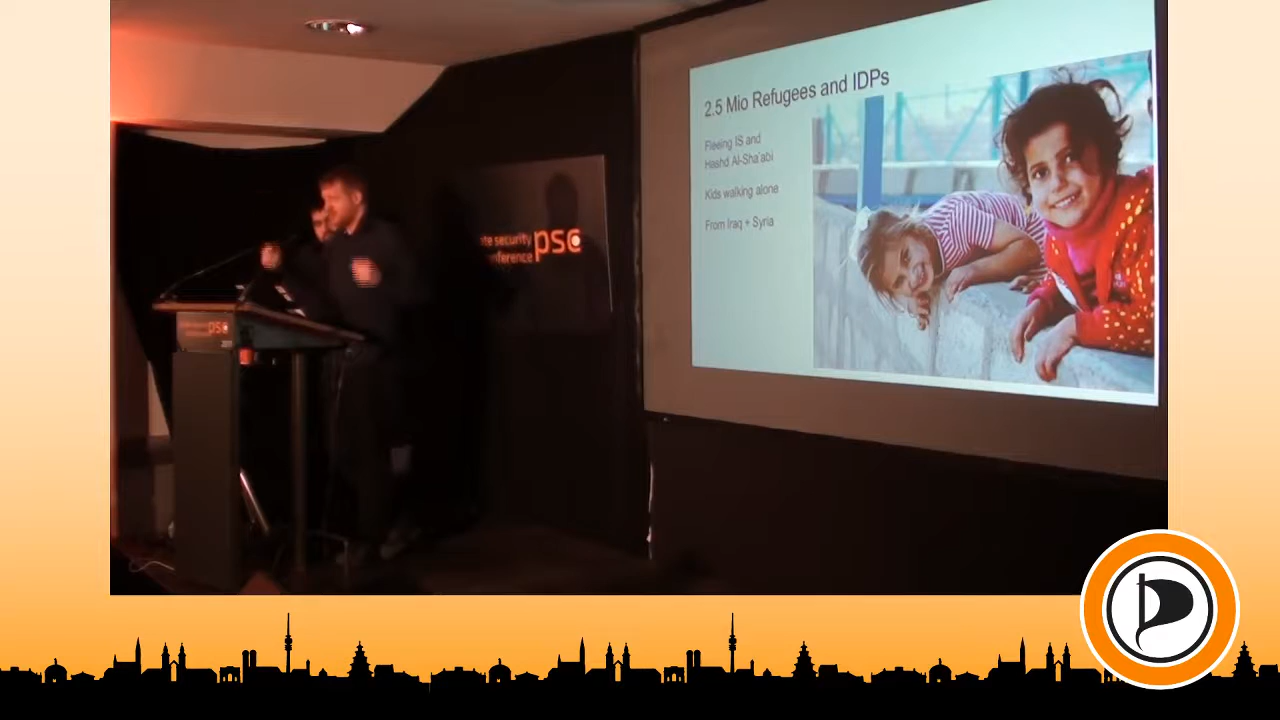 2.5 Mio Refugees and IDPs
Fleeing IS and
Hashd Al-Sha'abi
Kids walking alone
From Iraq + Syria
security
psc
psc